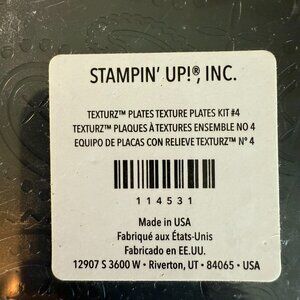 STAMPIN' UP!®, INC.
TEXTURZ™ PLATES TEXTURE PLATES KIT #4
TEXTURZ™ PLAQUES À TEXTURES ENSEMBLE NO 4
EQUIPO DE PLACAS CON RELIEVE TEXTURZ™ N° 4
114531
Made in USA
Fabriqué aux États-Unis
Fabricado en EE.UU.
12907 S 3600 W • Riverton, UT • 84065 • USA